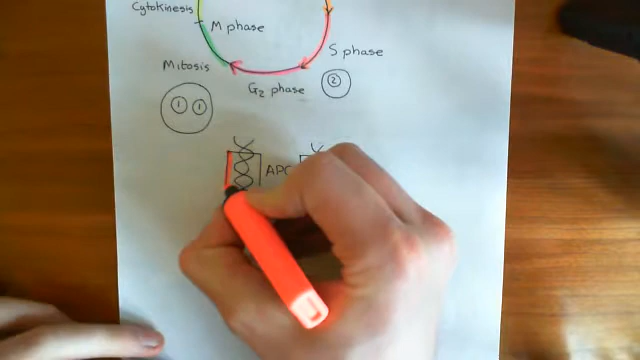 Cytokinesis
M phase
S phase
Mitosis
G₂ phase
2
1 1
APC